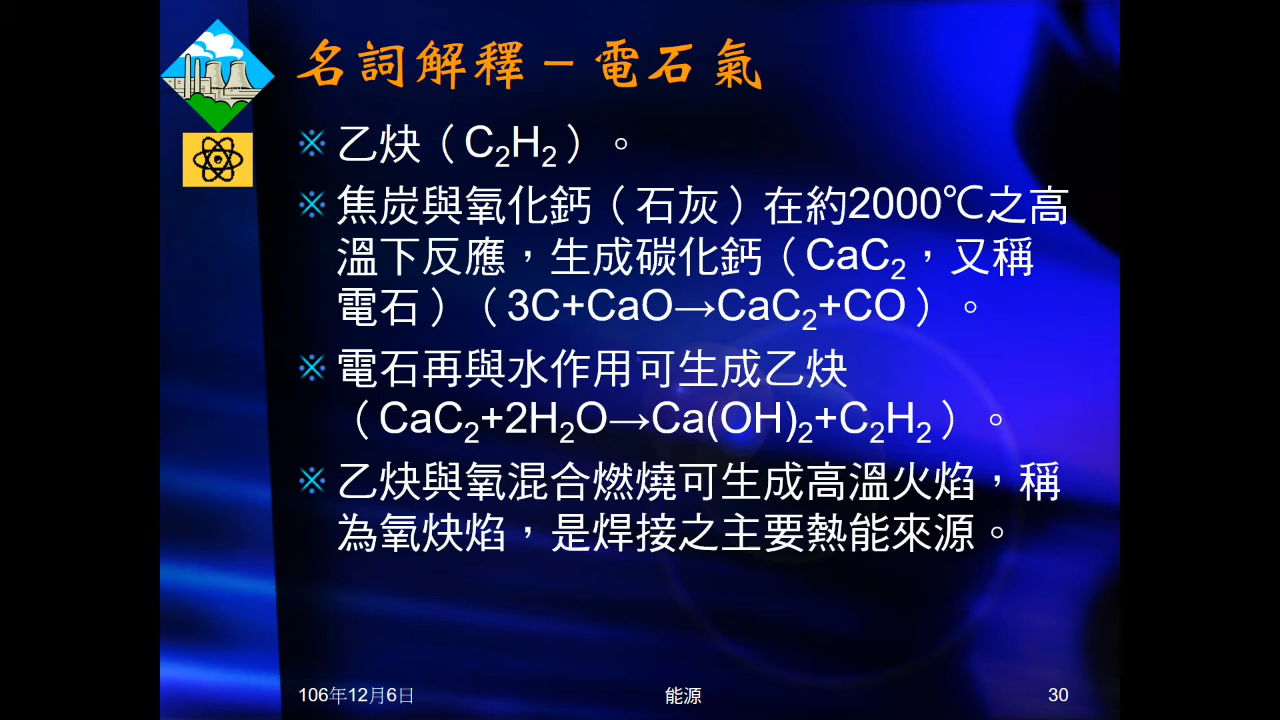 名詞解釋－電石氣
※ 乙炔（C₂H₂）。
※ 焦炭與氧化鈣（石灰）在約2000℃之高
溫下反應，生成碳化鈣（CaC₂，又稱
電石）（3C+CaO→CaC₂+CO）。
※ 電石再與水作用可生成乙炔
（CaC₂+2H₂O→Ca(OH)₂+C₂H₂）。
※ 乙炔與氧混合燃燒可生成高溫火焰，稱
為氧炔焰，是焊接之主要熱能來源。
106年12月6日 能源 30